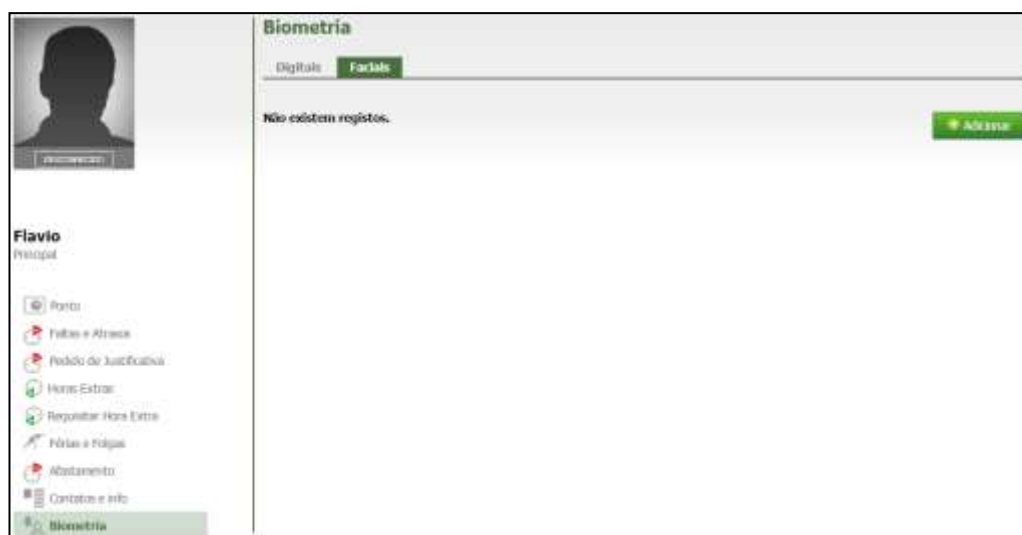 Biometria
Digitais
Faciais
Não existem registos.
Adicionar
Flavio
Principal
Ponto
Faltas e Atrasos
Pedido de Justificativa
Horas Extras
Requisitar Hora Extra
Férias e Folgas
Afastamento
Contatos e info
Biometria